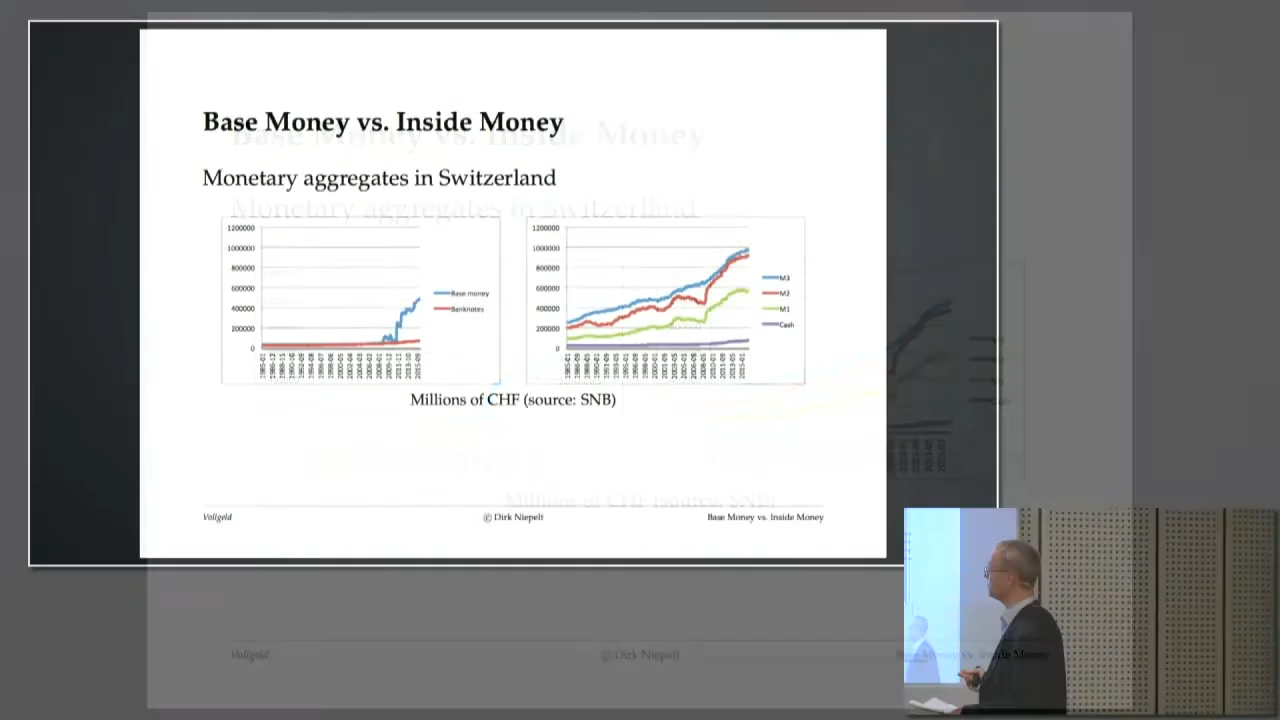 Base Money vs. Inside Money
Monetary aggregates in Switzerland
1200000
1000000
800000
600000
400000
200000
0
Base money
Banknotes
1200000
1000000
800000
600000
400000
200000
0
M3
M2
M1
Cash
Millions of CHF (source: SNB)
Vollgeld
© Dirk Niepelt
Base Money vs. Inside Money